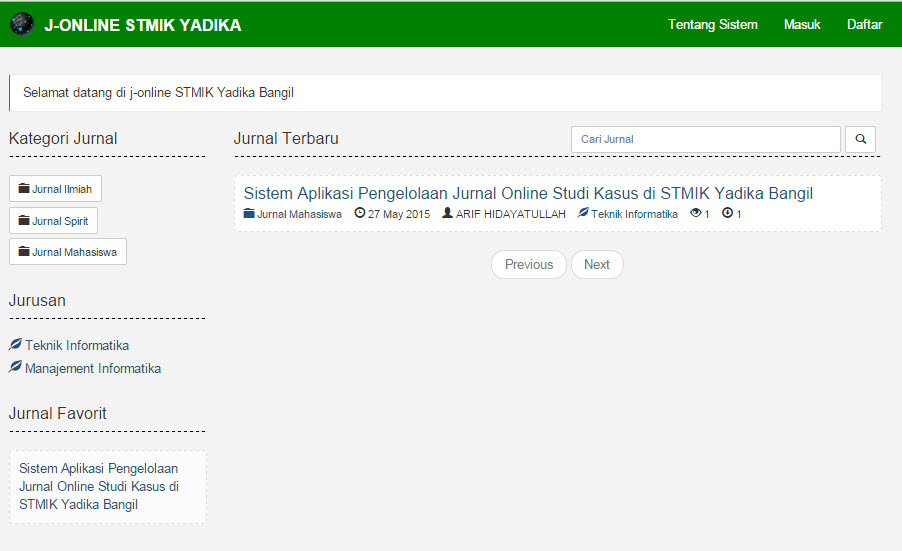 J-ONLINE STMIK YADIKA
Tentang Sistem Masuk Daftar
Selamat datang di j-online STMIK Yadika Bangil
Kategori Jurnal
Jurnal Ilmiah
Jurnal Spirit
Jurnal Mahasiswa
Jurusan
Teknik Informatika
Manajement Informatika
Jurnal Favorit
Sistem Aplikasi Pengelolaan
Jurnal Online Studi Kasus di
STMIK Yadika Bangil
Jurnal Terbaru
Cari Jurnal
Sistem Aplikasi Pengelolaan Jurnal Online Studi Kasus di STMIK Yadika Bangil
Jurnal Mahasiswa 27 May 2015 ARIF HIDAYATULLAH Teknik Informatika 1 1
Previous Next